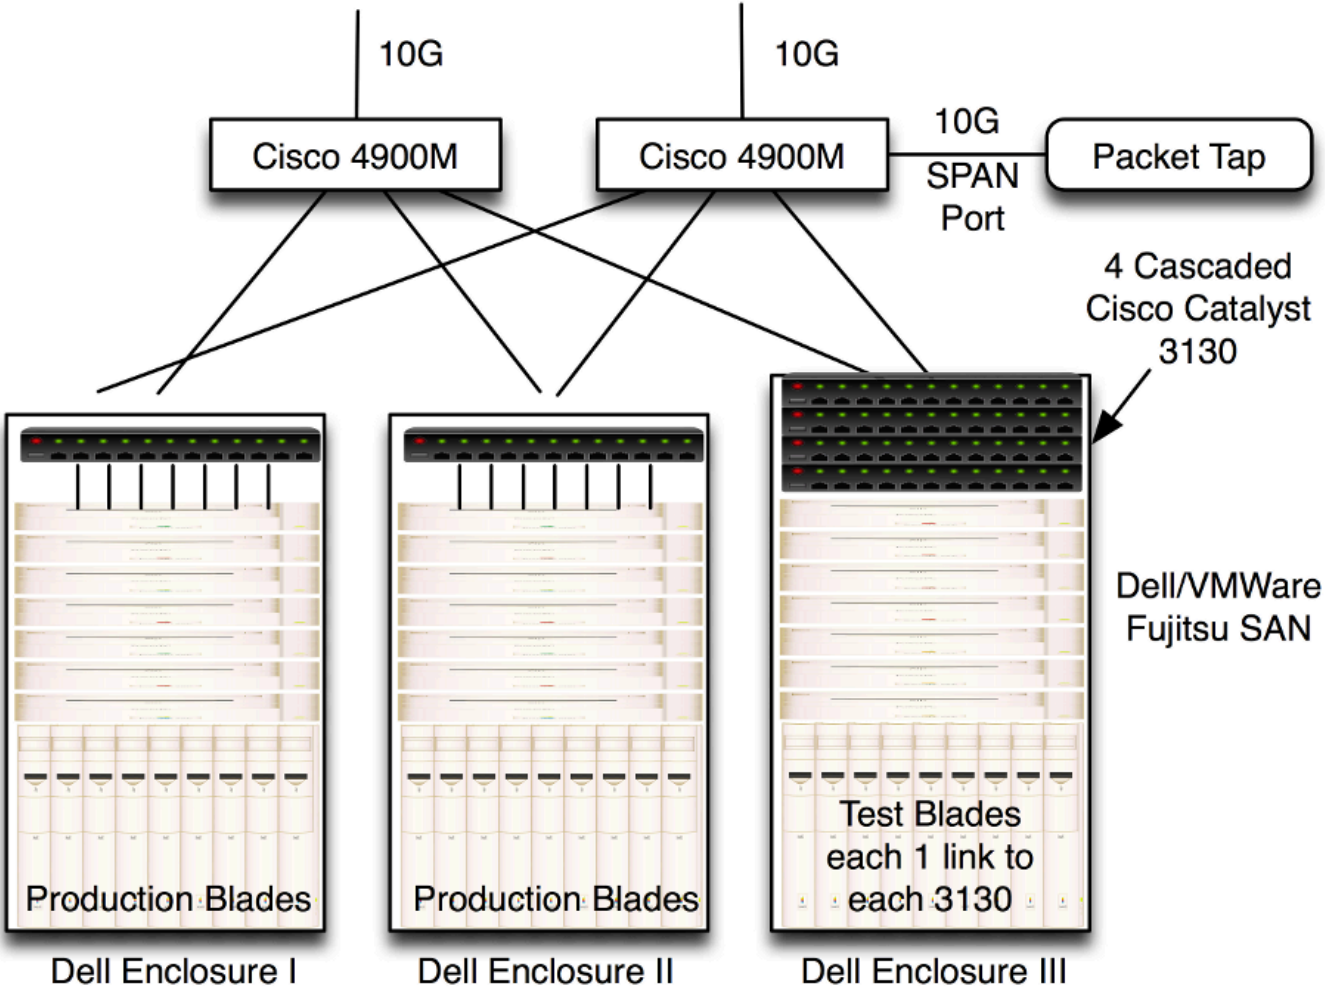 10G
10G
Cisco 4900M
Cisco 4900M
10G
SPAN
Port
Packet Tap
4 Cascaded
Cisco Catalyst
3130
Dell/VMWare
Fujitsu SAN
Production Blades
Production Blades
Test Blades
each 1 link to
each 3130
Dell Enclosure I
Dell Enclosure II
Dell Enclosure III